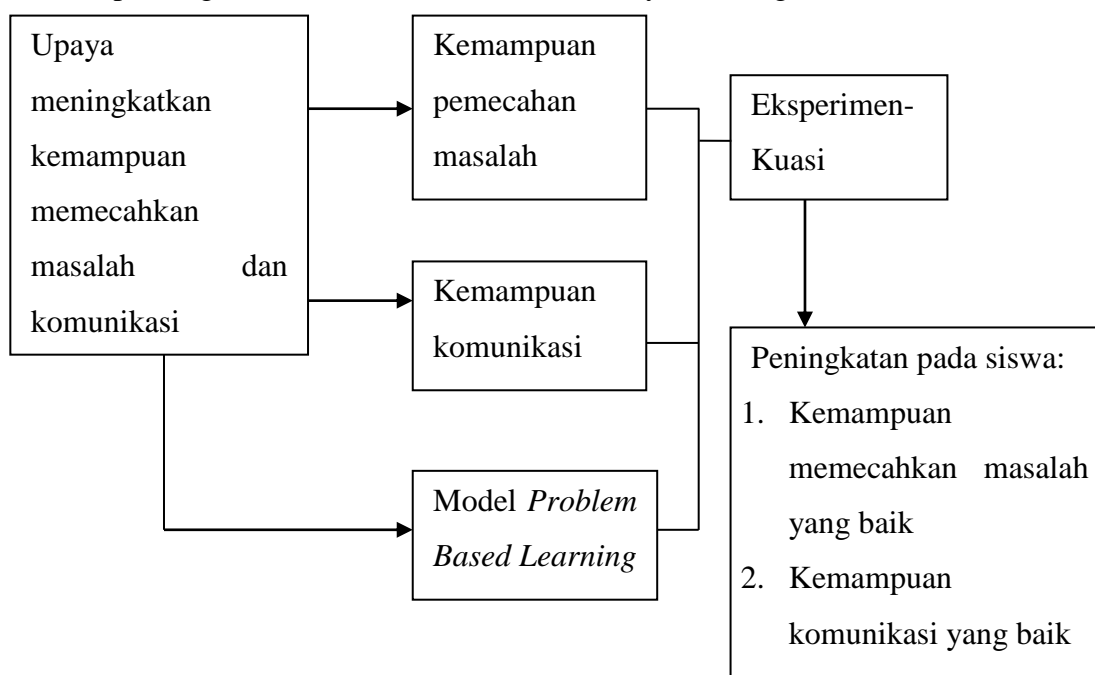 Upaya
meningkatkan
kemampuan
memecahkan
masalah dan
komunikasi
Kemampuan
pemecahan
masalah
Kemampuan
komunikasi
Model Problem
Based Learning
Eksperimen-
Kuasi
Peningkatan pada siswa:
1. Kemampuan
memecahkan masalah
yang baik
2. Kemampuan
komunikasi yang baik